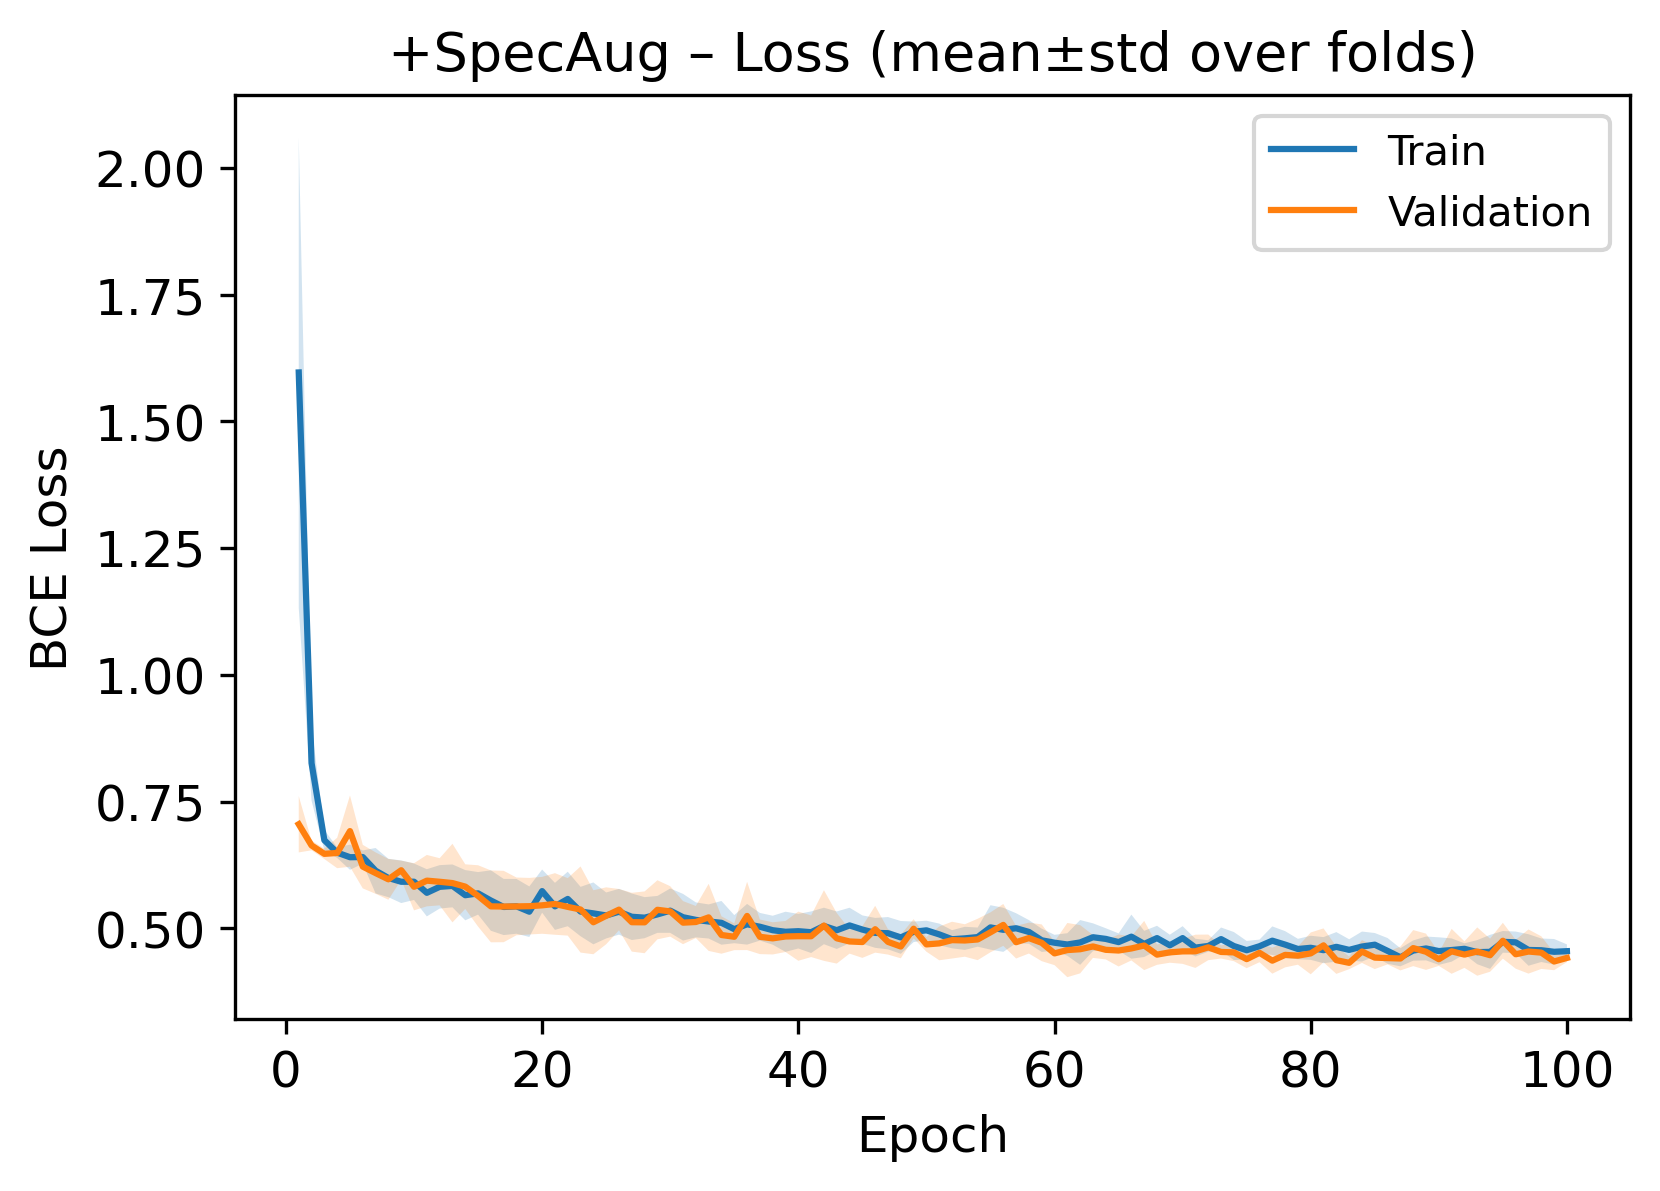 +SpecAug – Loss (mean±std over folds)
Train
Validation
2.00
1.75
1.50
1.25
1.00
0.75
0.50
BCE Loss
0 20 40 60 80 100
Epoch